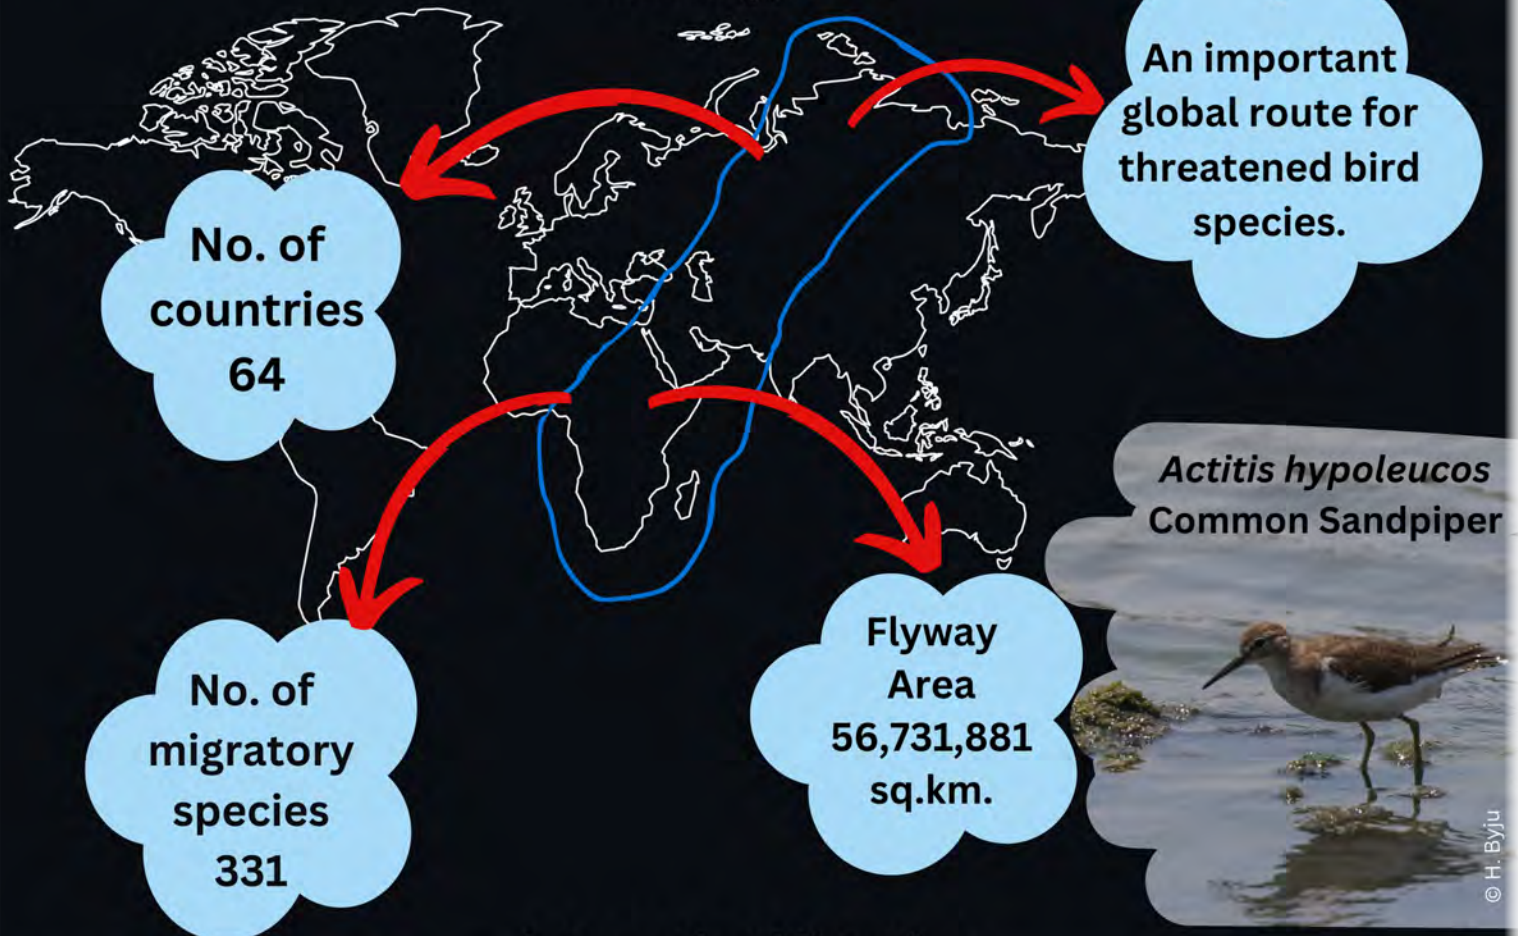 An important
global route for
threatened bird
species.
No. of
countries
64
Actitis hypoleucos
Common Sandpiper
Flyway
Area
56,731,881
sq.km.
No. of
migratory
species
331
© H. Byju